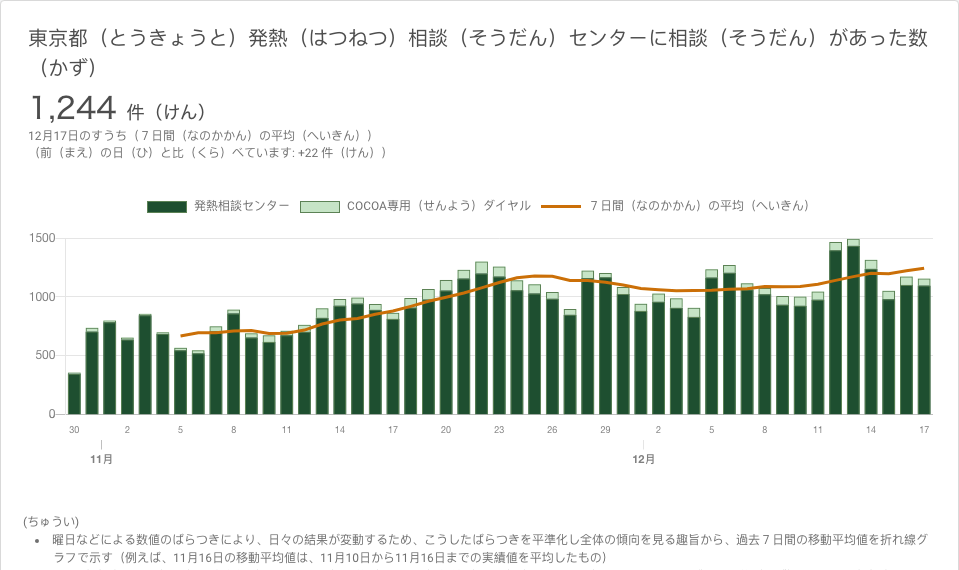 東京都（とうきょうと）発熱（はつねつ）相談（そうだん）センターに相談（そうだん）があった数
（かず）
1,244 件（けん）
12月17日のすうち（７日間（なのかかん）の平均（へいきん））
（前（まえ）の日（ひ）と比（くら）べています: +22 件（けん））
発熱相談センター COCOA専用（せんよう）ダイヤル ７日間（なのかかん）の平均（へいきん）
1500
1000
500
0
30 2 5 8 11 14 17 20 23 26 29 2 5 8 11 14 17
11月 12月
(ちゅうい)
• 曜日などによる数値のばらつきにより、日々の結果が変動するため、こうしたばらつきを平準化し全体の傾向を見る趣旨から、過去７日間の移動平均値を折れ線グ
ラフで示す（例えば、11月16日の移動平均値は、11月10日から11月16日までの実績値を平均したもの）